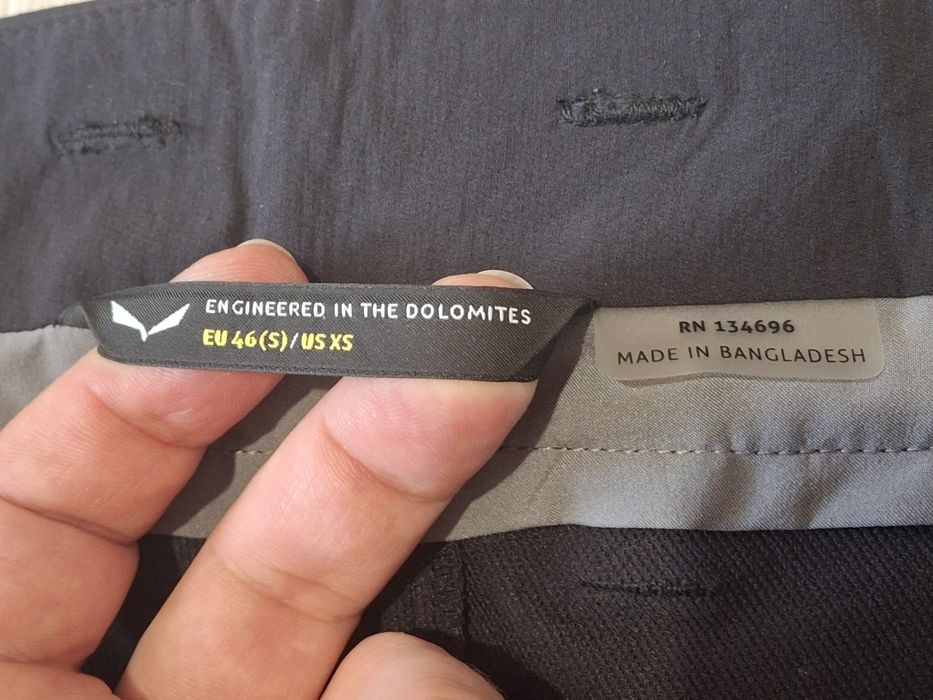 ENGINEERED IN THE DOLOMITES
EU 46(S)/US XS
RN 134696
MADE IN BANGLADESH